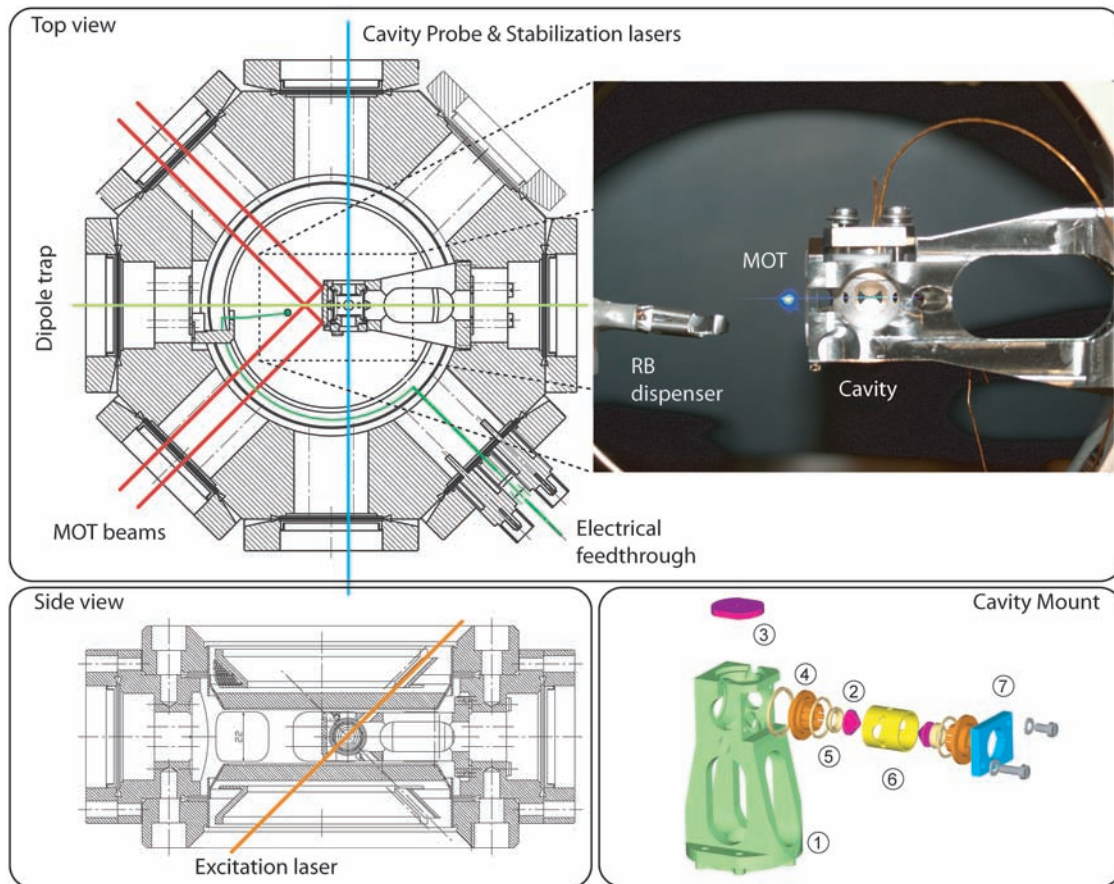 Top view
Cavity Probe & Stabilization lasers
Dipole trap
MOT
RB
dispenser
Cavity
MOT beams
Electrical
feedthrough
Side view
22
Excitation laser
Cavity Mount
③
④
②
⑦
⑤
⑥
①